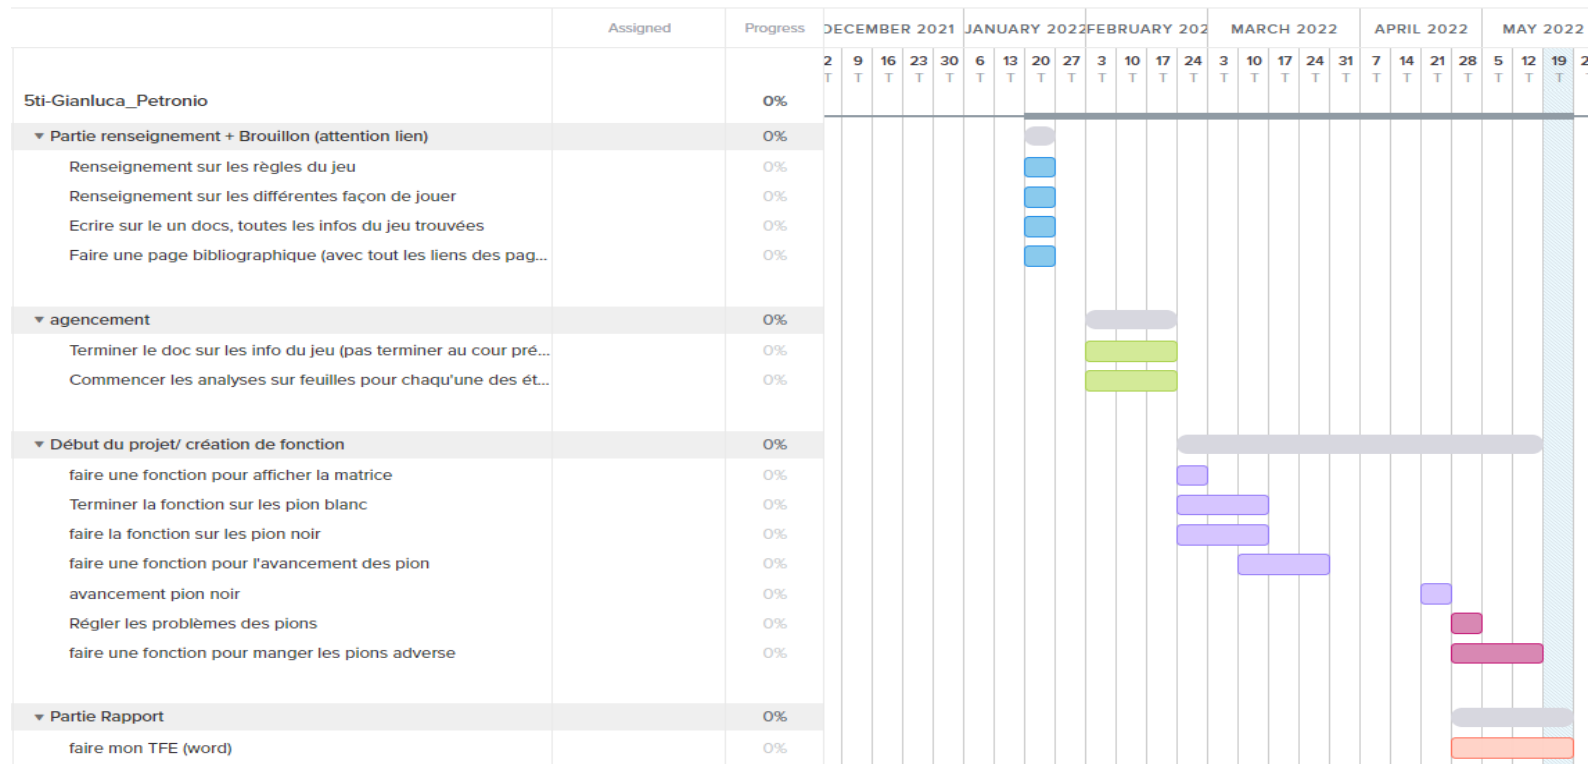 Assigned Progress DECEMBER 2021 JANUARY 2022 FEBRUARY 202 MARCH 2022 APRIL 2022 MAY 2022
2 9 16 23 30 6 13 20 27 3 10 17 24 3 10 17 24 31 7 14 21 28 5 12 19 2
T T T T T T T T T T T T T T T T T T T T T T T T T T
5ti-Gianluca_Petronio 0%
Partie renseignement + Brouillon (attention lien) 0%
Renseignement sur les règles du jeu 0%
Renseignement sur les différentes façon de jouer 0%
Ecrire sur le un docs, toutes les infos du jeu trouvées 0%
Faire une page bibliographique (avec tout les liens des pag... 0%
agencement 0%
Terminer le doc sur les info du jeu (pas terminer au cour pré... 0%
Commencer les analyses sur feuilles pour chaqu'une des ét... 0%
Début du projet/ création de fonction 0%
faire une fonction pour afficher la matrice 0%
Terminer la fonction sur les pion blanc 0%
faire la fonction sur les pion noir 0%
faire une fonction pour l'avancement des pion 0%
avancement pion noir 0%
Régler les problèmes des pions 0%
faire une fonction pour manger les pions adverse 0%
Partie Rapport 0%
faire mon TFE (word) 0%